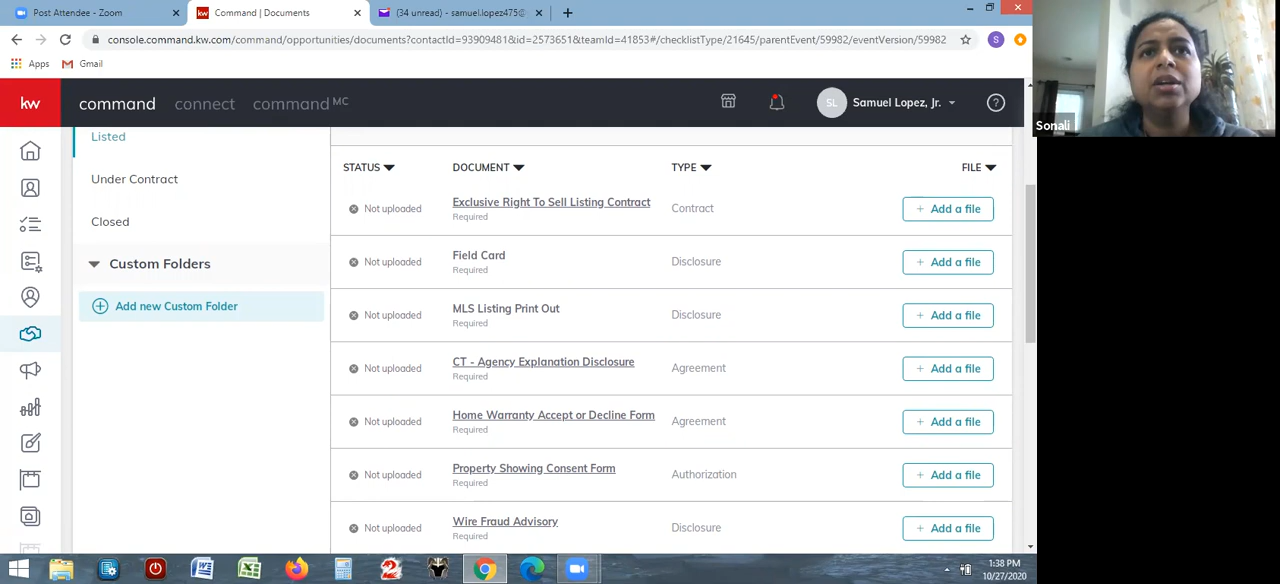 Post Attendee - Zoom
Command | Documents
(34 unread) - samuel.lopez475@
console.command.kw.com/command/opportunities/documents?contactId=93909481&id=2573651&teamId=41853#/checklistType/21645/parentEvent/59982/eventVersion/59982
S
Apps
Gmail
Sonali
kw
command
connect
command MC
SL
Samuel Lopez, Jr.
Listed
Under Contract
Closed
Custom Folders
Add new Custom Folder
STATUS DOCUMENT TYPE FILE
Not uploaded Exclusive Right To Sell Listing Contract Contract + Add a file
Required
Not uploaded Field Card Disclosure + Add a file
Required
Not uploaded MLS Listing Print Out Disclosure + Add a file
Required
Not uploaded CT - Agency Explanation Disclosure Agreement + Add a file
Required
Not uploaded Home Warranty Accept or Decline Form Agreement + Add a file
Required
Not uploaded Property Showing Consent Form Authorization + Add a file
Required
Not uploaded Wire Fraud Advisory Disclosure + Add a file
Required
1:38 PM
10/27/2020